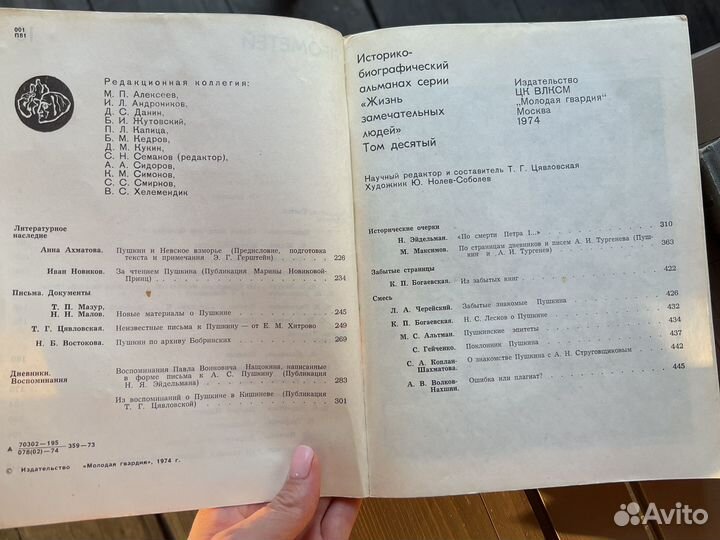 001
П81
ПРОМЕТЕЙ
Редакционная коллегия:
М. П. Алексеев,
И. Л. Андроников,
Д. С. Данин,
Б. И. Жутовский,
П. Л. Капица,
Б. М. Кедров,
Д. М. Кукин,
С. Н. Семанов (редактор),
А. А. Сидоров,
К. М. Симонов,
С. С. Смирнов,
В. С. Хелемендик
Литературное
наследие
Анна Ахматова. Пушкин и Невское взморье (Предисловие, подготовка
текста и примечания Э. Г. Герштейн) 226
Иван Новиков. За чтением Пушкина (Публикация Марины Новиковой-
Принц) 234
Письма. Документы
Т. П. Мазур,
Н. Н. Малов. Новые материалы о Пушкине 245
Т. Г. Цявловская. Неизвестные письма к Пушкину — от Е. М. Хитрово 249
Н. Б. Востокова. Пушкин по архиву Бобринских 269
Дневники.
Воспоминания
Воспоминания Павла Воиновича Нащокина, написанные
в форме письма к А. С. Пушкину (Публикация
Н. Я. Эйдельмана) 283
Из воспоминаний о Пушкине в Кишиневе (Публикация
Т. Г. Цявловской) 301
А 70302—195
078(02)—74 359—73
© Издательство «Молодая гвардия», 1974 г.
Историко-
биографический
альманах серии
«Жизнь
замечательных
людей»
Том десятый
Издательство
ЦК ВЛКСМ
„Молодая гвардия"
Москва
1974
Научный редактор и составитель Т. Г. Цявловская
Художник Ю. Нолев-Соболев
Исторические очерки
Н. Эйдельман. «По смерти Петра I...» 310
М. Максимов. По страницам дневников и писем А. И. Тургенева (Пуш-
кин и А. И. Тургенев) 363
Забытые страницы
К. П. Богаевская. Из забытых книг 422
Смесь
Л. А. Черейский. Забытые знакомые Пушкина 426
К. П. Богаевская. Н. С. Лесков о Пушкине 432
М. С. Альтман. Пушкинские эпитеты 434
С. Гейченко. Поклонник Пушкина 437
С. А. Коплан-
Шахматова. О знакомстве Пушкина с А. Н. Струговщиковым 442
А. В. Волков-
Нахшин. Ошибка или плагиат? 445
Avito